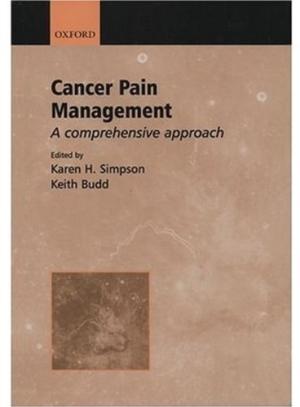 OXFORD
Cancer Pain
Management
A comprehensive approach
Edited by
Karen H. Simpson
Keith Budd